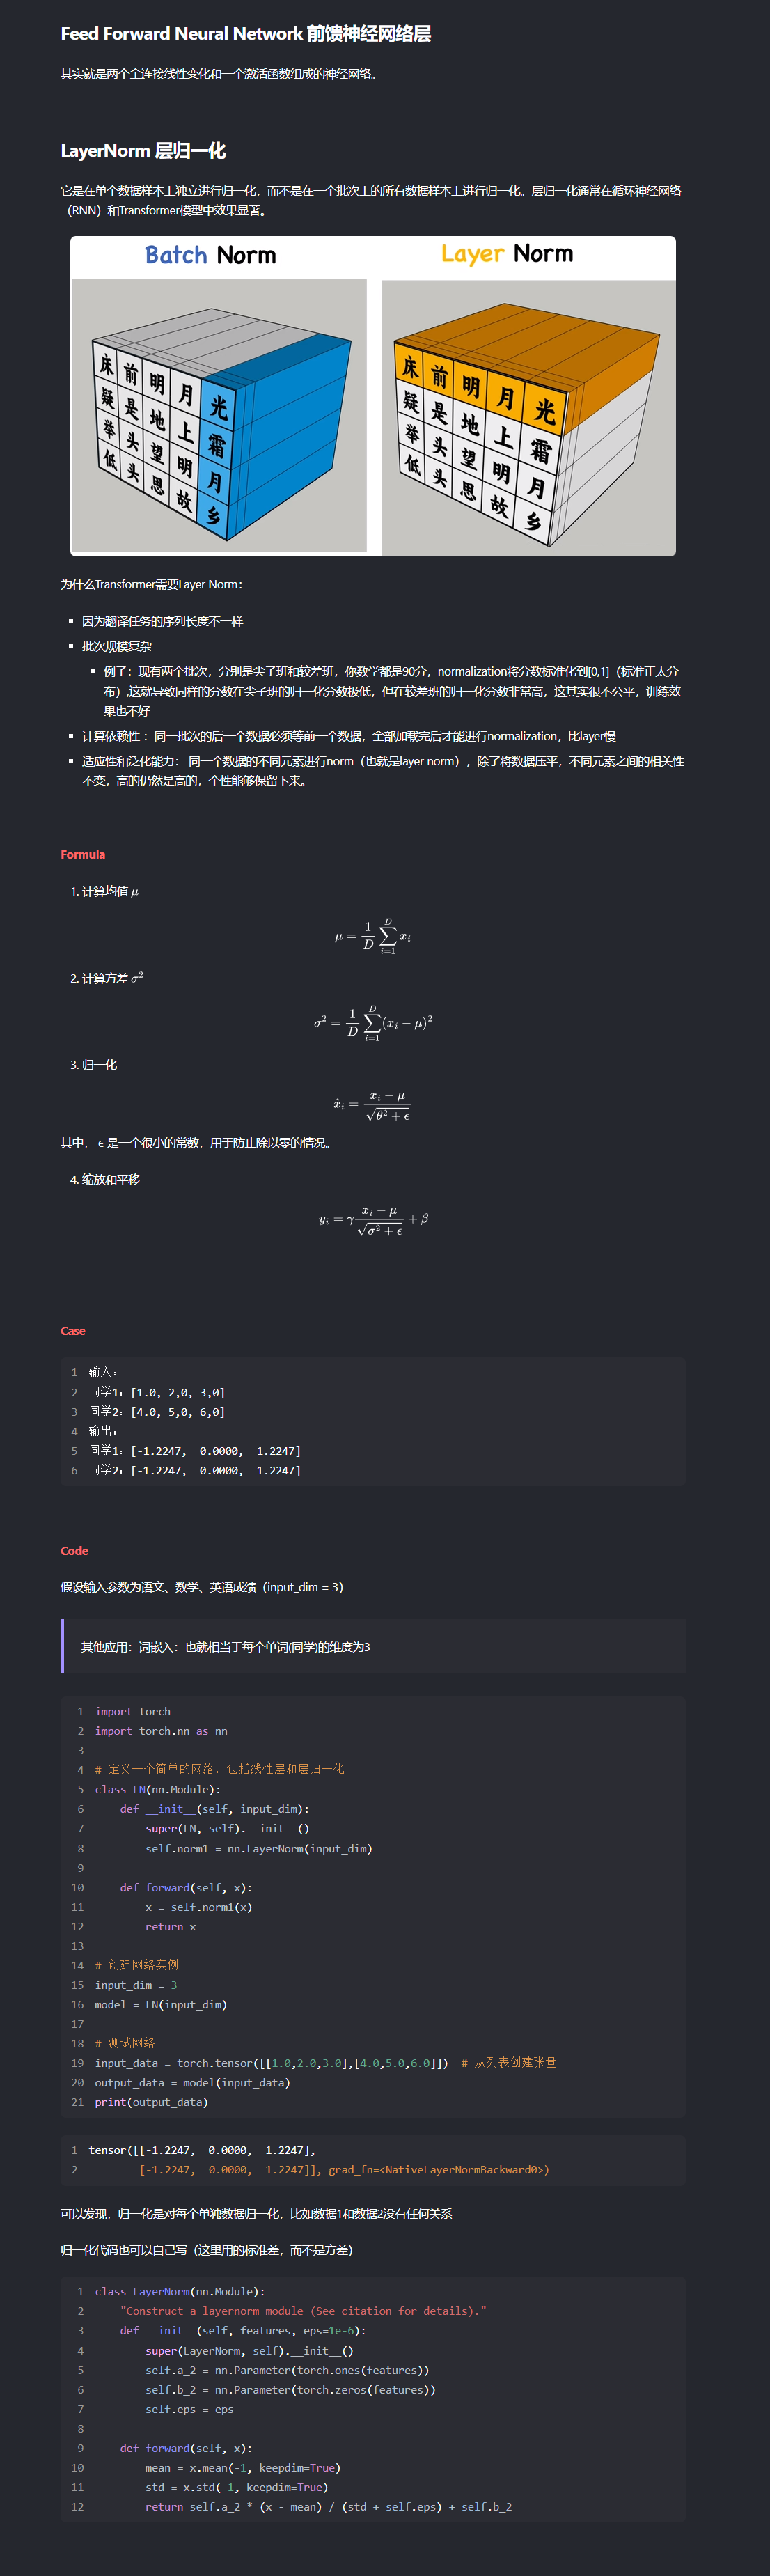 Feed Forward Neural Network 前馈神经网络层
其实就是两个全连接线性变化和一个激活函数组成的神经网络。
LayerNorm 层归一化
它是在单个数据样本上独立进行归一化，而不是在一个批次上的所有数据样本上进行归一化。层归一化通常在循环神经网络
（RNN）和Transformer模型中效果显著。
Batch Norm
床前明月光
疑是地上霜
举头望明月
低头思故乡
Layer Norm
床前明月光
疑是地上霜
举头望明月
低头思故乡
为什么Transformer需要Layer Norm：
因为翻译任务的序列长度不一样
批次规模复杂
例子：现有两个批次，分别是尖子班和较差班，你数学都是90分，normalization将分数标准化到[0,1]（标准正太分
布）,这就导致同样的分数在尖子班的归一化分数极低，但在较差班的归一化分数非常高，这其实很不公平，训练效
果也不好
计算依赖性 ：同一批次的后一个数据必须等前一个数据，全部加载完后才能进行normalization，比layer慢
适应性和泛化能力： 同一个数据的不同元素进行norm（也就是layer norm），除了将数据压平，不同元素之间的相关性
不变，高的仍然是高的，个性能够保留下来。
Formula
1. 计算均值 μ
μ = 1/D ∑_{i=1}^{D} x_i
2. 计算方差 σ²
σ² = 1/D ∑_{i=1}^{D} (x_i − μ)²
3. 归一化
x̂_i = (x_i − μ) / √(θ² + ϵ)
其中， ϵ 是一个很小的常数，用于防止除以零的情况。
4. 缩放和平移
y_i = γ (x_i − μ) / √(σ² + ϵ) + β
Case
1 输入：
2 同学1：[1.0, 2,0, 3,0]
3 同学2：[4.0, 5,0, 6,0]
4 输出：
5 同学1：[-1.2247,  0.0000,  1.2247]
6 同学2：[-1.2247,  0.0000,  1.2247]
Code
假设输入参数为语文、数学、英语成绩（input_dim = 3）
其他应用：词嵌入：也就相当于每个单词(同学)的维度为3
1 import torch
2 import torch.nn as nn
3
4 # 定义一个简单的网络，包括线性层和层归一化
5 class LN(nn.Module):
6     def __init__(self, input_dim):
7         super(LN, self).__init__()
8         self.norm1 = nn.LayerNorm(input_dim)
9
10     def forward(self, x):
11         x = self.norm1(x)
12         return x
13
14 # 创建网络实例
15 input_dim = 3
16 model = LN(input_dim)
17
18 # 测试网络
19 input_data = torch.tensor([[1.0,2.0,3.0],[4.0,5.0,6.0]])  # 从列表创建张量
20 output_data = model(input_data)
21 print(output_data)
1 tensor([[-1.2247,  0.0000,  1.2247],
2         [-1.2247,  0.0000,  1.2247]], grad_fn=<NativeLayerNormBackward0>)
可以发现，归一化是对每个单独数据归一化，比如数据1和数据2没有任何关系
归一化代码也可以自己写（这里用的标准差，而不是方差）
1 class LayerNorm(nn.Module):
2     "Construct a layernorm module (See citation for details)."
3     def __init__(self, features, eps=1e-6):
4         super(LayerNorm, self).__init__()
5         self.a_2 = nn.Parameter(torch.ones(features))
6         self.b_2 = nn.Parameter(torch.zeros(features))
7         self.eps = eps
8
9     def forward(self, x):
10         mean = x.mean(-1, keepdim=True)
11         std = x.std(-1, keepdim=True)
12         return self.a_2 * (x - mean) / (std + self.eps) + self.b_2